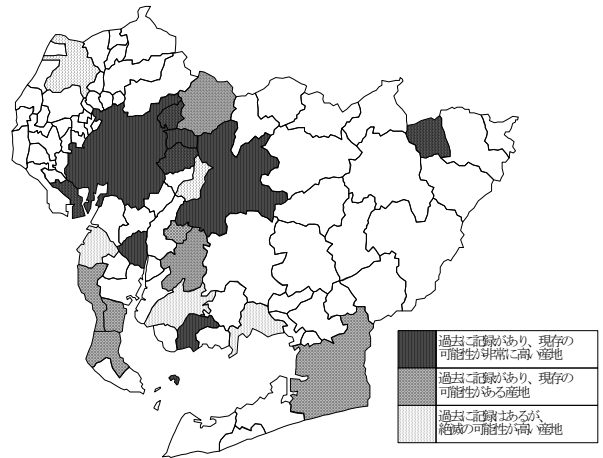 過去に記録があり、現存の
可能性が非常に高い産地
過去に記録があり、現存の
可能性がある産地
過去に記録はあるが、
絶滅の可能性が高い産地